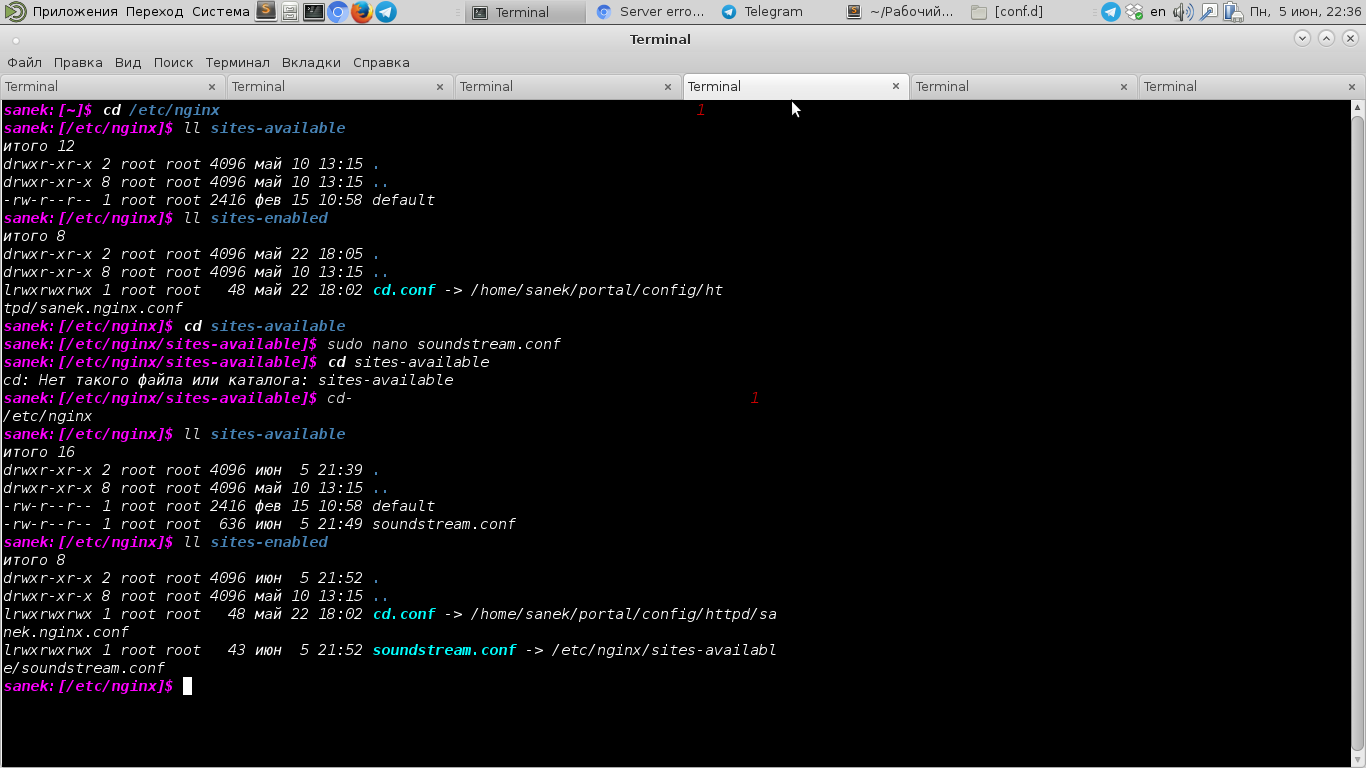 Приложения Переход Система Terminal Server erro... Telegram ~/Рабочий... [conf.d] en Пн, 5 июн, 22:36
Terminal
Файл Правка Вид Поиск Терминал Вкладки Справка
Terminal × Terminal × Terminal × Terminal × Terminal × Terminal ×
sanek:[~]$ cd /etc/nginx 1
sanek:[/etc/nginx]$ ll sites-available
итого 12
drwxr-xr-x 2 root root 4096 май 10 13:15 .
drwxr-xr-x 8 root root 4096 май 10 13:15 ..
-rw-r--r-- 1 root root 2416 фев 15 10:58 default
sanek:[/etc/nginx]$ ll sites-enabled
итого 8
drwxr-xr-x 2 root root 4096 май 22 18:05 .
drwxr-xr-x 8 root root 4096 май 10 13:15 ..
lrwxrwxrwx 1 root root   48 май 22 18:02 cd.conf -> /home/sanek/portal/config/ht
tpd/sanek.nginx.conf
sanek:[/etc/nginx]$ cd sites-available
sanek:[/etc/nginx/sites-available]$ sudo nano soundstream.conf
sanek:[/etc/nginx/sites-available]$ cd sites-available
cd: Нет такого файла или каталога: sites-available
sanek:[/etc/nginx/sites-available]$ cd- 1
/etc/nginx
sanek:[/etc/nginx]$ ll sites-available
итого 16
drwxr-xr-x 2 root root 4096 июн  5 21:39 .
drwxr-xr-x 8 root root 4096 май 10 13:15 ..
-rw-r--r-- 1 root root 2416 фев 15 10:58 default
-rw-r--r-- 1 root root  636 июн  5 21:49 soundstream.conf
sanek:[/etc/nginx]$ ll sites-enabled
итого 8
drwxr-xr-x 2 root root 4096 июн  5 21:52 .
drwxr-xr-x 8 root root 4096 май 10 13:15 ..
lrwxrwxrwx 1 root root   48 май 22 18:02 cd.conf -> /home/sanek/portal/config/httpd/sa
nek.nginx.conf
lrwxrwxrwx 1 root root   43 июн  5 21:52 soundstream.conf -> /etc/nginx/sites-availabl
e/soundstream.conf
sanek:[/etc/nginx]$